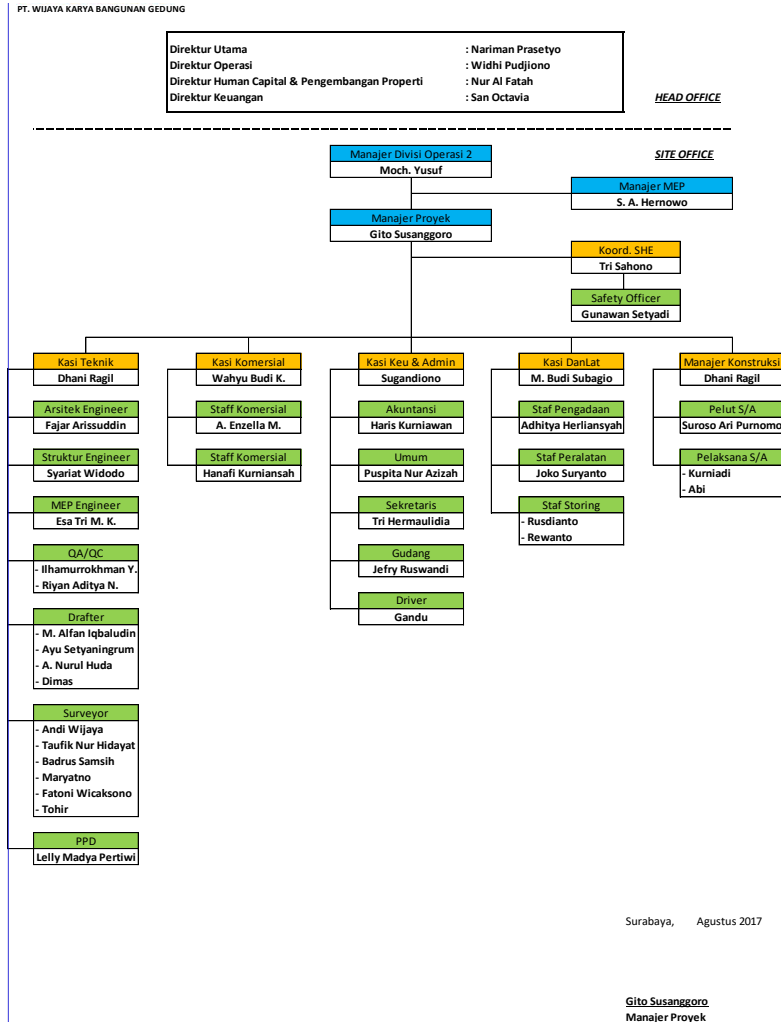 PT. WIJAYA KARYA BANGUNAN GEDUNG
Direktur Utama : Nariman Prasetyo
Direktur Operasi : Widhi Pudjiono
Direktur Human Capital & Pengembangan Properti : Nur Al Fatah
Direktur Keuangan : San Octavia
HEAD OFFICE
SITE OFFICE
Manajer Divisi Operasi 2
Moch. Yusuf
Manajer MEP
S. A. Hernowo
Manajer Proyek
Gito Susanggoro
Koord. SHE
Tri Sahono
Safety Officer
Gunawan Setyadi
Kasi Teknik
Dhani Ragil
Arsitek Engineer
Fajar Arissuddin
Struktur Engineer
Syariat Widodo
MEP Engineer
Esa Tri M. K.
QA/QC
- Ilhamurrokhman Y.
- Riyan Aditya N.
Drafter
- M. Alfan Iqbaludin
- Ayu Setyaningrum
- A. Nurul Huda
- Dimas
Surveyor
- Andi Wijaya
- Taufik Nur Hidayat
- Badrus Samsih
- Maryatno
- Fatoni Wicaksono
- Tohir
PPD
Lelly Madya Pertiwi
Kasi Komersial
Wahyu Budi K.
Staff Komersial
A. Enzella M.
Staff Komersial
Hanafi Kurniansah
Kasi Keu & Admin
Sugandiono
Akuntansi
Haris Kurniawan
Umum
Puspita Nur Azizah
Sekretaris
Tri Hermaulidia
Gudang
Jefry Ruswandi
Driver
Gandu
Kasi DanLat
M. Budi Subagio
Staf Pengadaan
Adhitya Herliansyah
Staf Peralatan
Joko Suryanto
Staf Storing
- Rusdianto
- Rewanto
Manajer Konstruksi
Dhani Ragil
Pelut S/A
Suroso Ari Purnomo
Pelaksana S/A
- Kurniadi
- Abi
Surabaya, Agustus 2017
Gito Susanggoro
Manajer Proyek